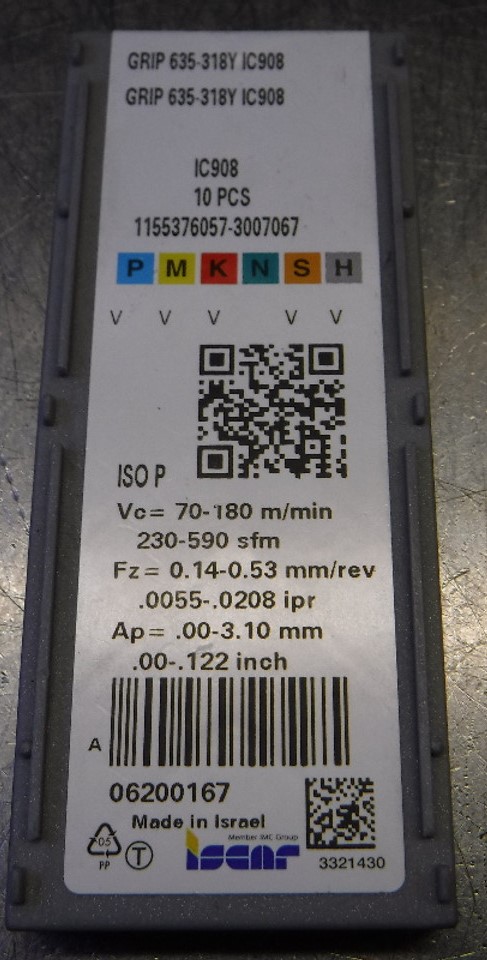 GRIP 635-318Y IC908
GRIP 635-318Y IC908
IC908
10 PCS
1155376057-3007067
P M K N S H
V V V V V
ISO P
Vc= 70-180 m/min
230-590 sfm
Fz= 0.14-0.53 mm/rev
.0055-.0208 ipr
Ap= .00-3.10 mm
.00-.122 inch
A
06200167
Made in Israel
Member IMC Group
iscar
05
PP
T
3321430